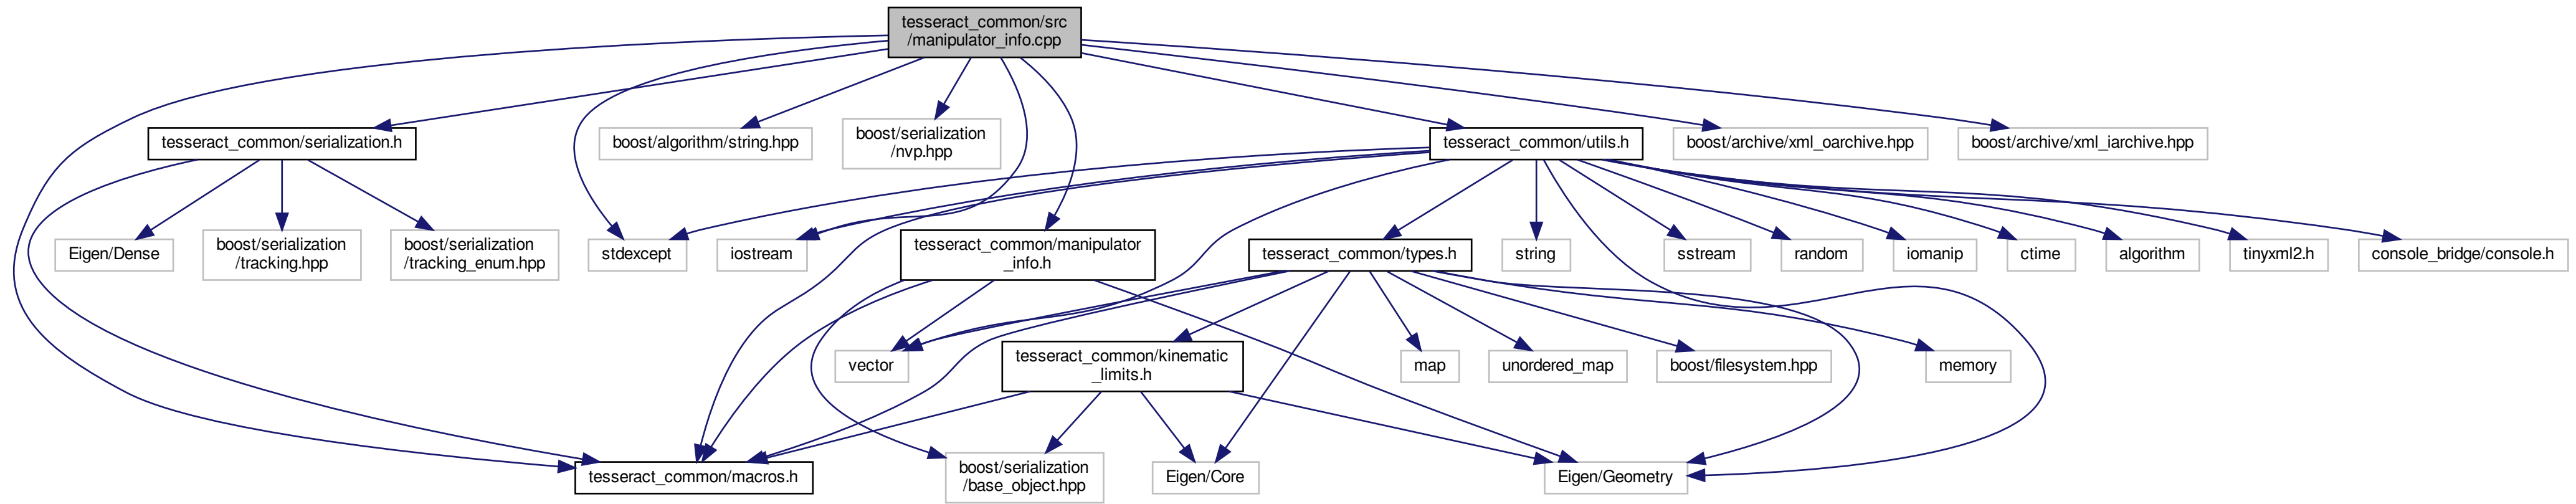 tesseract_common/src
/manipulator_info.cpp
tesseract_common/serialization.h
boost/algorithm/string.hpp
boost/serialization
/nvp.hpp
tesseract_common/utils.h
boost/archive/xml_oarchive.hpp
boost/archive/xml_iarchive.hpp
Eigen/Dense
boost/serialization
/tracking.hpp
boost/serialization
/tracking_enum.hpp
stdexcept
iostream
tesseract_common/manipulator
_info.h
tesseract_common/types.h
string
sstream
random
iomanip
ctime
algorithm
tinyxml2.h
console_bridge/console.h
vector
tesseract_common/kinematic
_limits.h
map
unordered_map
boost/filesystem.hpp
memory
tesseract_common/macros.h
boost/serialization
/base_object.hpp
Eigen/Core
Eigen/Geometry